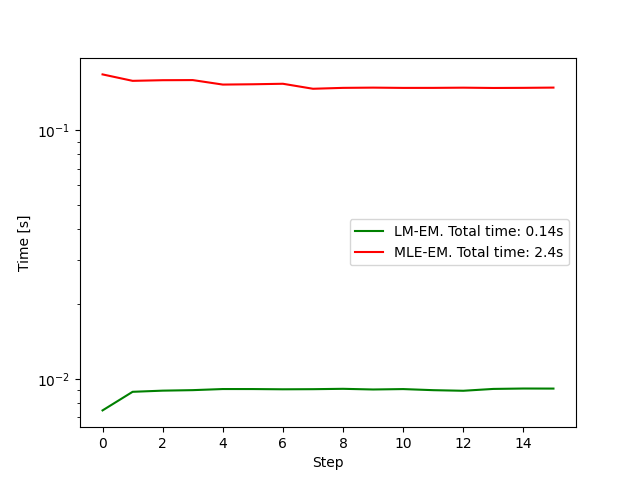 10⁻¹
10⁻²
Time [s]
LM-EM. Total time: 0.14s
MLE-EM. Total time: 2.4s
0 2 4 6 8 10 12 14
Step